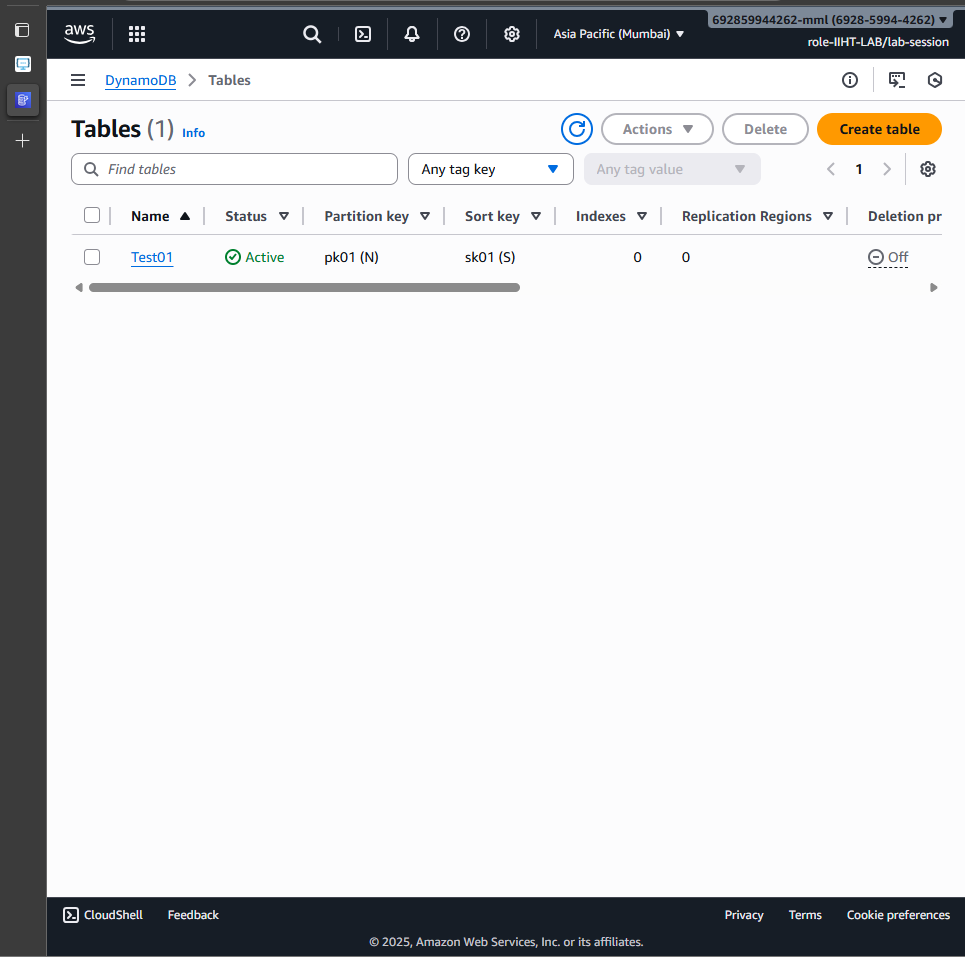 692859944262-mml (6928-5994-4262)
aws
Asia Pacific (Mumbai)
role-IIHT-LAB/lab-session
DynamoDB > Tables
Tables (1) Info
Actions
Delete
Create table
Find tables
Any tag key
Any tag value
1
Name Status Partition key Sort key Indexes Replication Regions Deletion pr
Test01 Active pk01 (N) sk01 (S) 0 0 Off
CloudShell Feedback Privacy Terms Cookie preferences
© 2025, Amazon Web Services, Inc. or its affiliates.